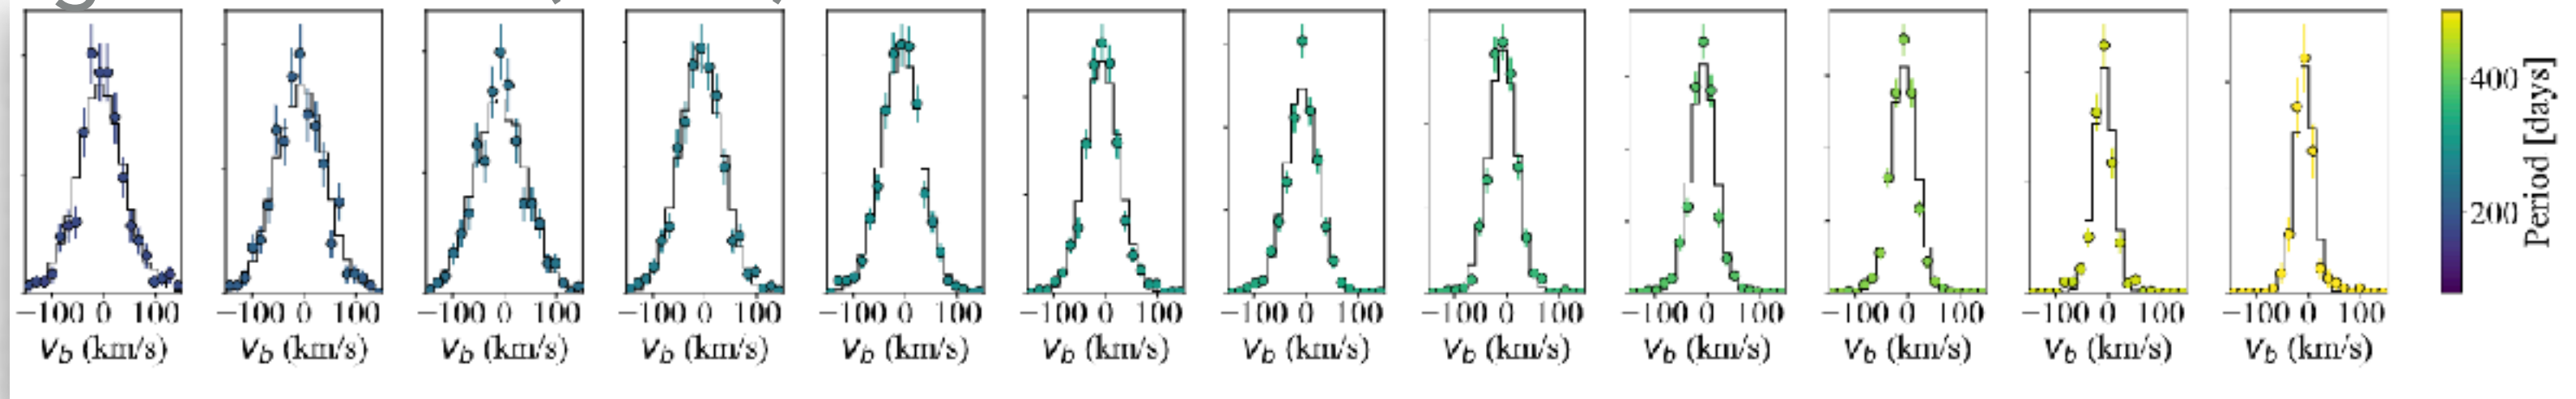 −100 0 100 −100 0 100 −100 0 100 −100 0 100 −100 0 100 −100 0 100 −100 0 100 −100 0 100 −100 0 100 −100 0 100 −100 0 100 −100 0 100
v_b (km/s) v_b (km/s) v_b (km/s) v_b (km/s) v_b (km/s) v_b (km/s) v_b (km/s) v_b (km/s) v_b (km/s) v_b (km/s) v_b (km/s) v_b (km/s)
400
200
Period [days]